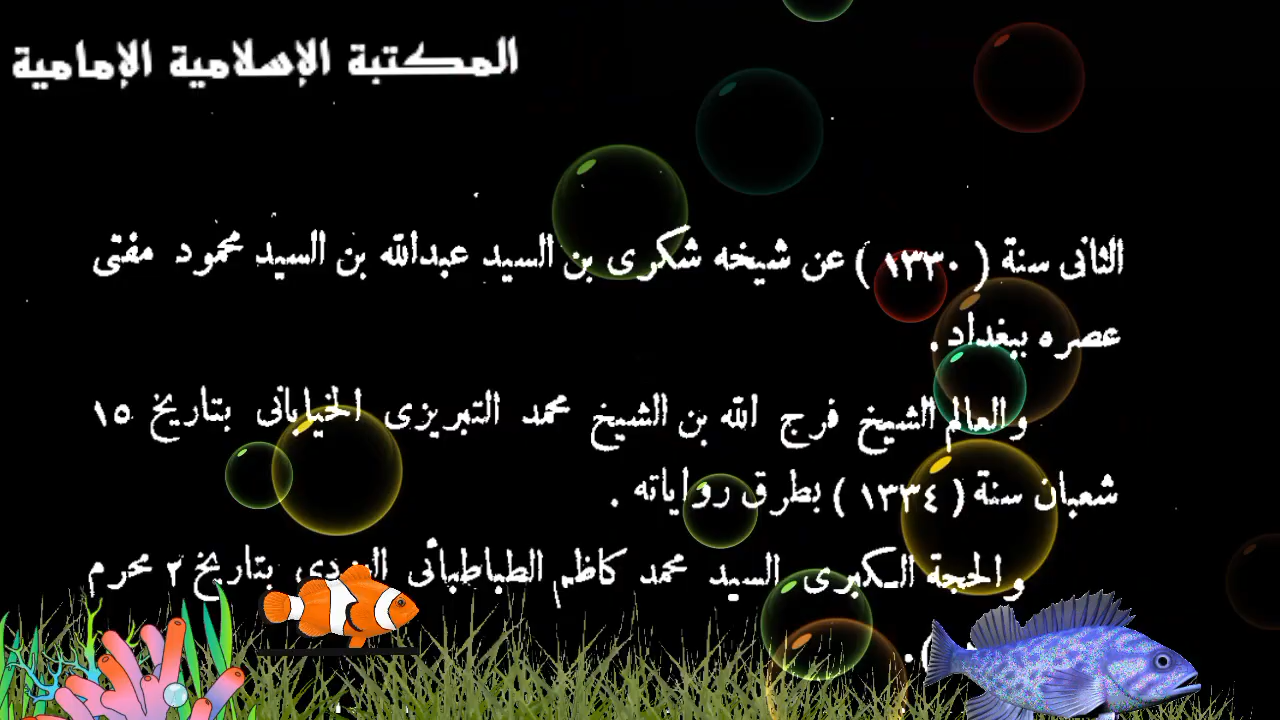 المكتبة الإسلامية الإمامية
الثانى سنة ( ١٣٣٠ ) عن شيخه شكرى بن السيد عبدالله بن السيد محمود مفتى
عصره ببغداد .
والعالم الشيخ فرج الله بن الشيخ محمد التبريزى الخيابانى بتاريخ ١٥
شعبان سنة ( ١٣٣٤ ) بطرق رواياته .
والحجة الكبرى السيد محمد كاظم الطباطبائى اليزدى بتاريخ ٢ محرم